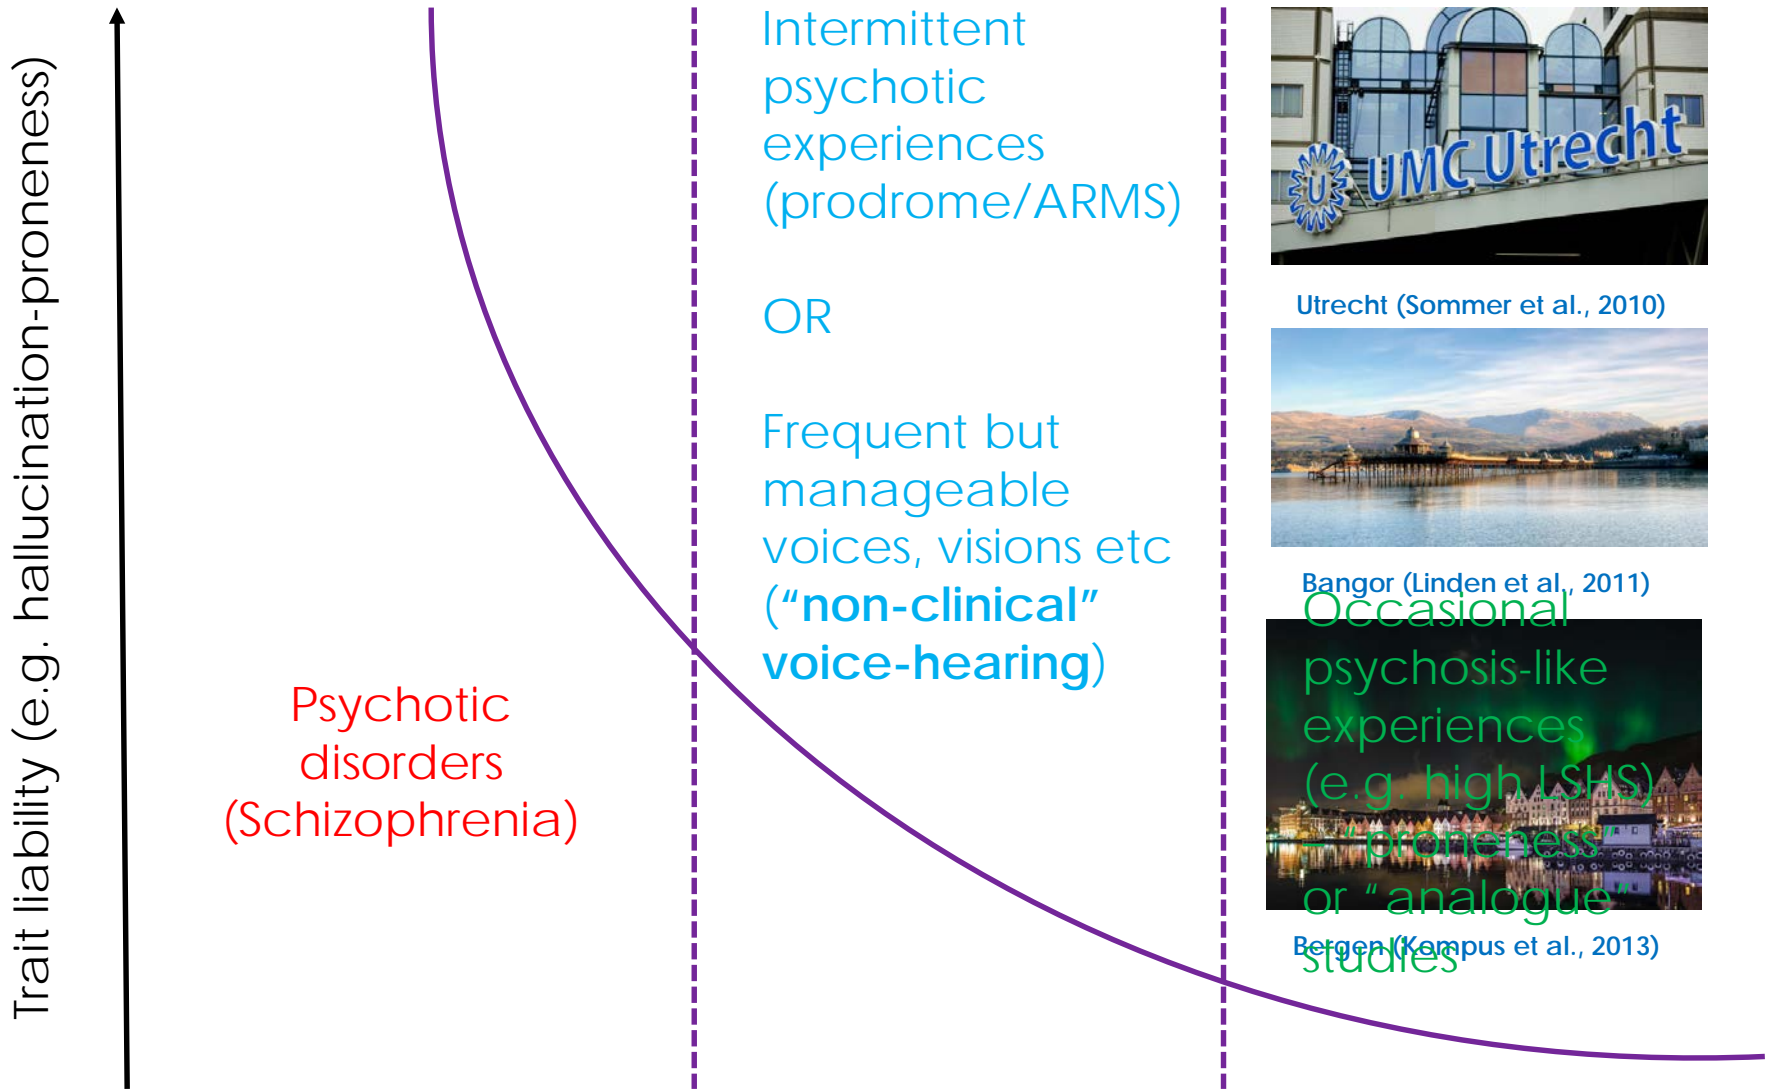 Trait liability (e.g. hallucination-proneness)
Psychotic
disorders
(Schizophrenia)
Intermittent
psychotic
experiences
(prodrome/ARMS)
OR
Frequent but
manageable
voices, visions etc
(“non-clinical”
voice-hearing)
U UMC Utrecht
Utrecht (Sommer et al., 2010)
Bangor (Linden et al., 2011)
Occasional
psychosis-like
experiences
(e.g. high LSHS)
– “proneness”
or “analogue”
studies
Bergen (Kompus et al., 2013)